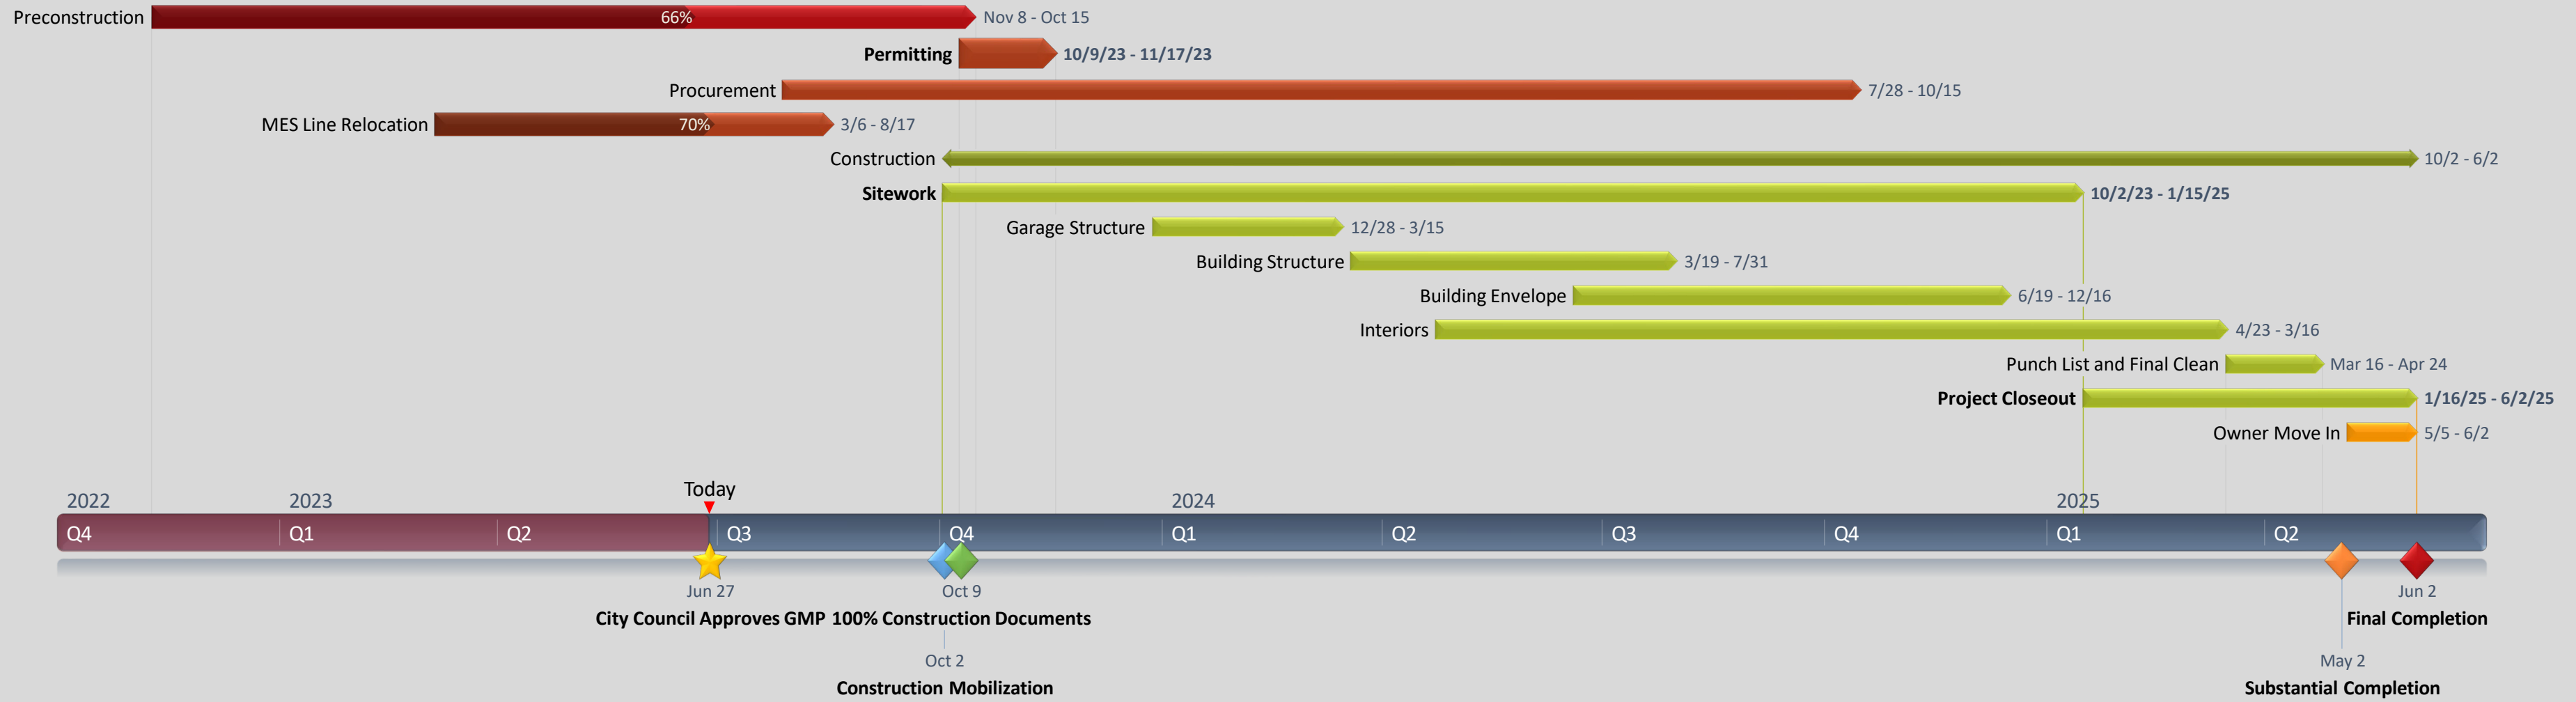 Preconstruction 66% Nov 8 - Oct 15
Permitting 10/9/23 - 11/17/23
Procurement 7/28 - 10/15
MES Line Relocation 70% 3/6 - 8/17
Construction 10/2 - 6/2
Sitework 10/2/23 - 1/15/25
Garage Structure 12/28 - 3/15
Building Structure 3/19 - 7/31
Building Envelope 6/19 - 12/16
Interiors 4/23 - 3/16
Punch List and Final Clean Mar 16 - Apr 24
Project Closeout 1/16/25 - 6/2/25
Owner Move In 5/5 - 6/2
Today
2022 2023 2024 2025
Q4 Q1 Q2 Q3 Q4 Q1 Q2 Q3 Q4 Q1 Q2
Jun 27 Oct 9 Jun 2
City Council Approves GMP 100% Construction Documents Final Completion
Oct 2 May 2
Construction Mobilization Substantial Completion